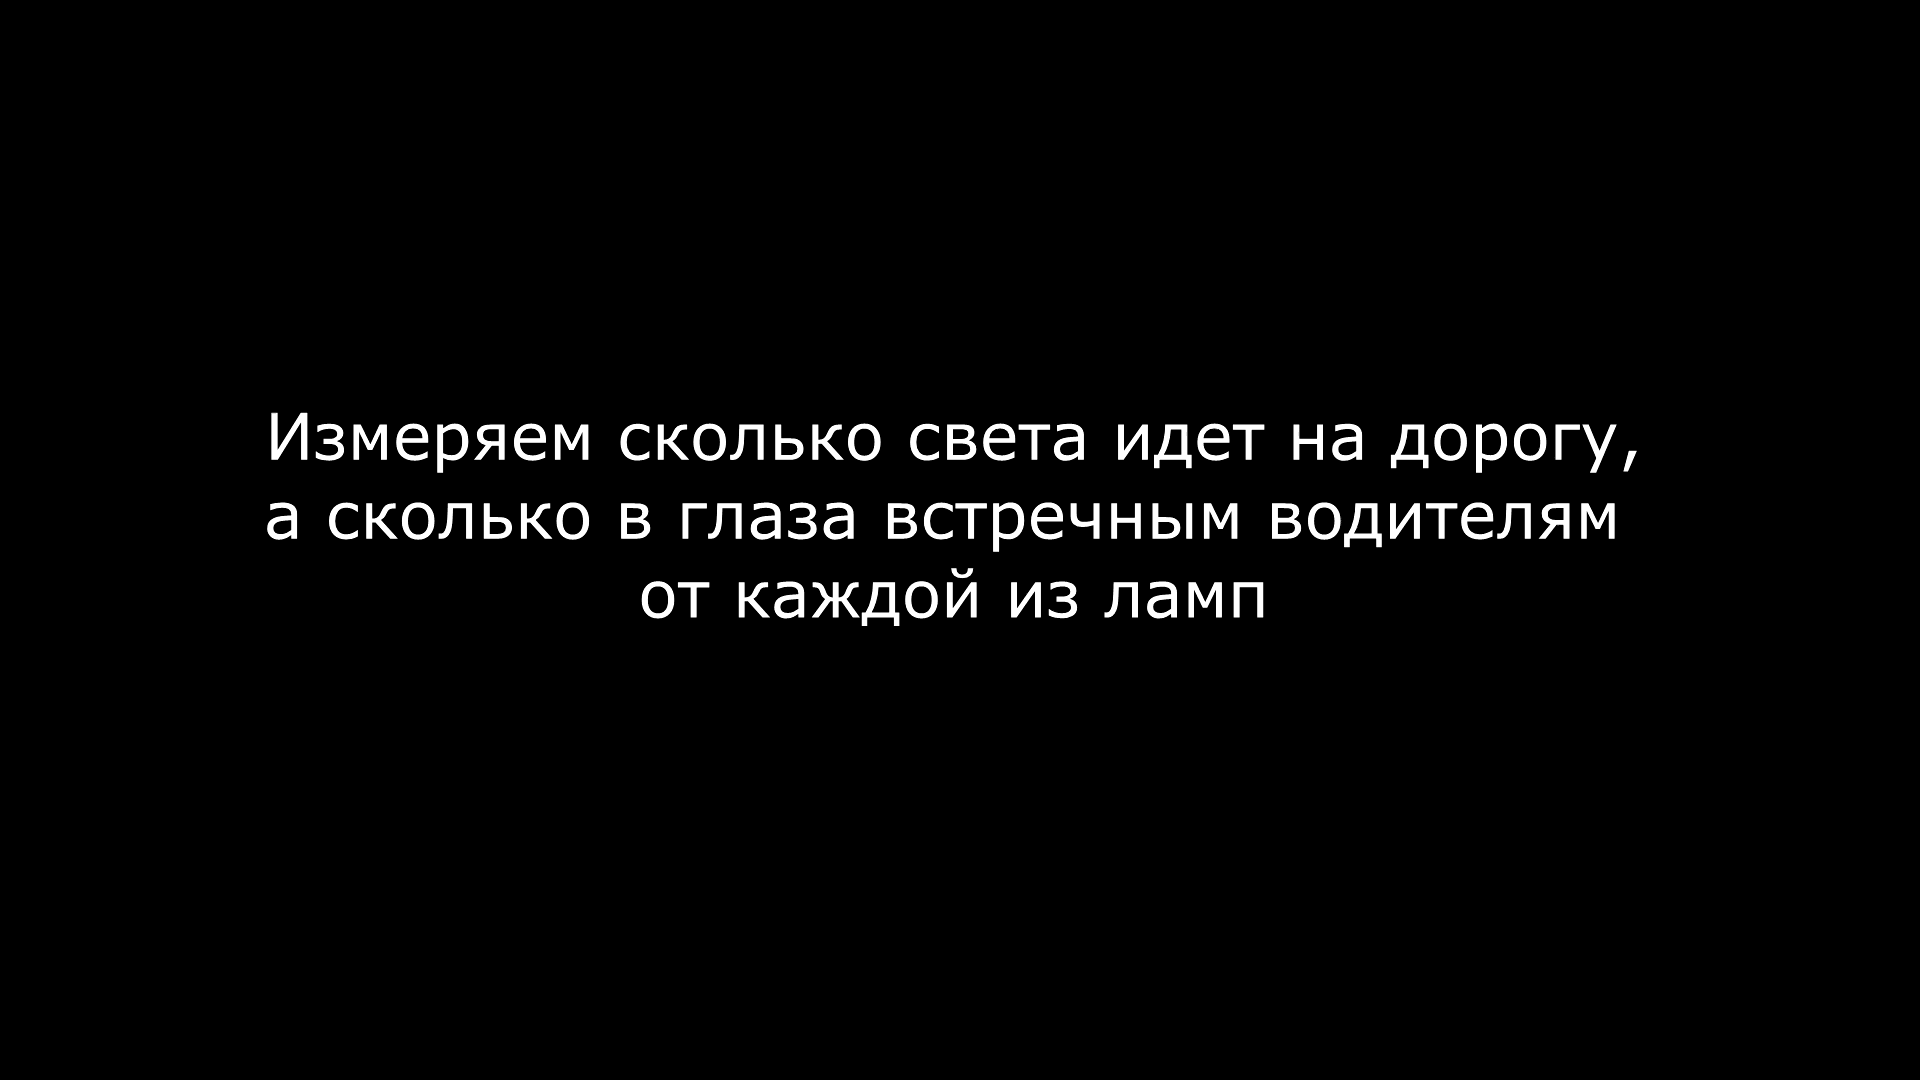 Измеряем сколько света идет на дорогу,
а сколько в глаза встречным водителям
от каждой из ламп